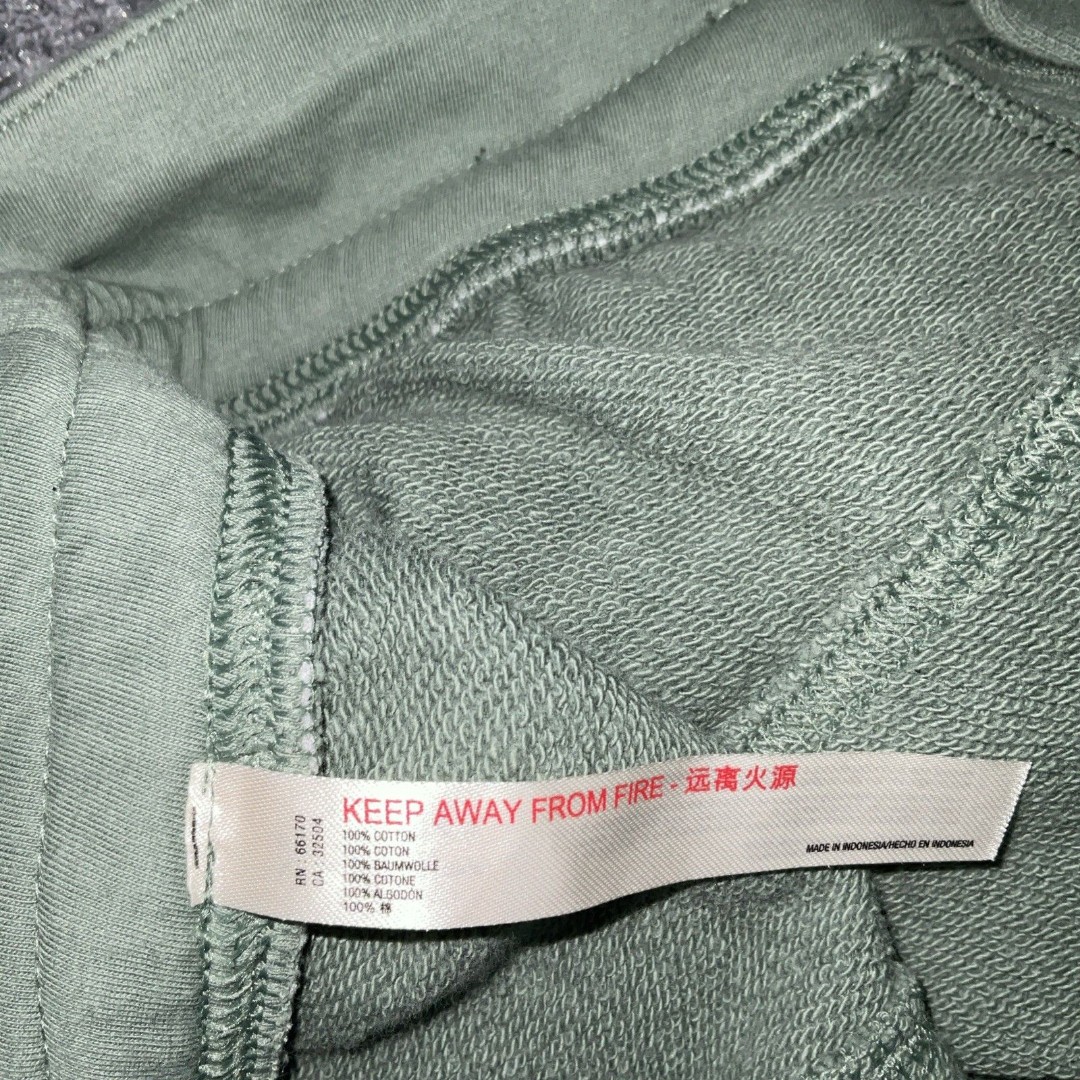 KEEP AWAY FROM FIRE - 远离火源
RN 66170
CA : 32504
100% COTTON
100% COTON
100% BAUMWOLLE
100% COTONE
100% ALGODÓN
100% 棉
MADE IN INDONESIA/HECHO EN INDONESIA